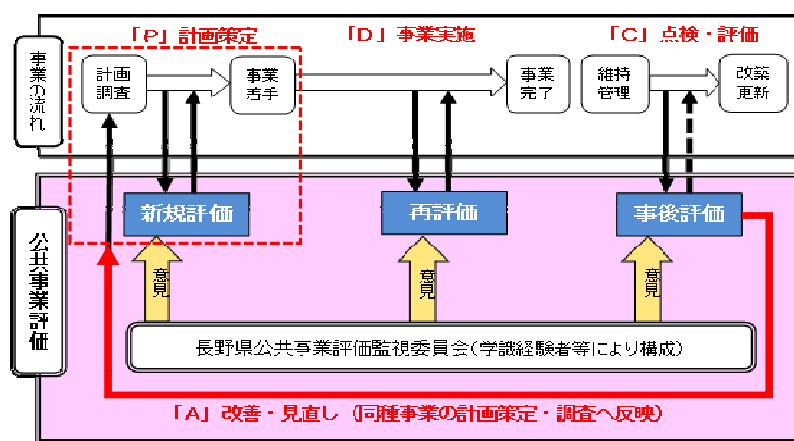 「P」計画策定
「D」事業実施
「C」点検・評価
事業の流れ
計画
調査
事業
着手
事業
完了
維持
管理
改築
更新
公共事業評価
新規評価
再評価
事後評価
意見
意見
意見
長野県公共事業評価監視委員会(学識経験者等により構成)
「A」改善・見直し（同種事業の計画策定・調査へ反映）